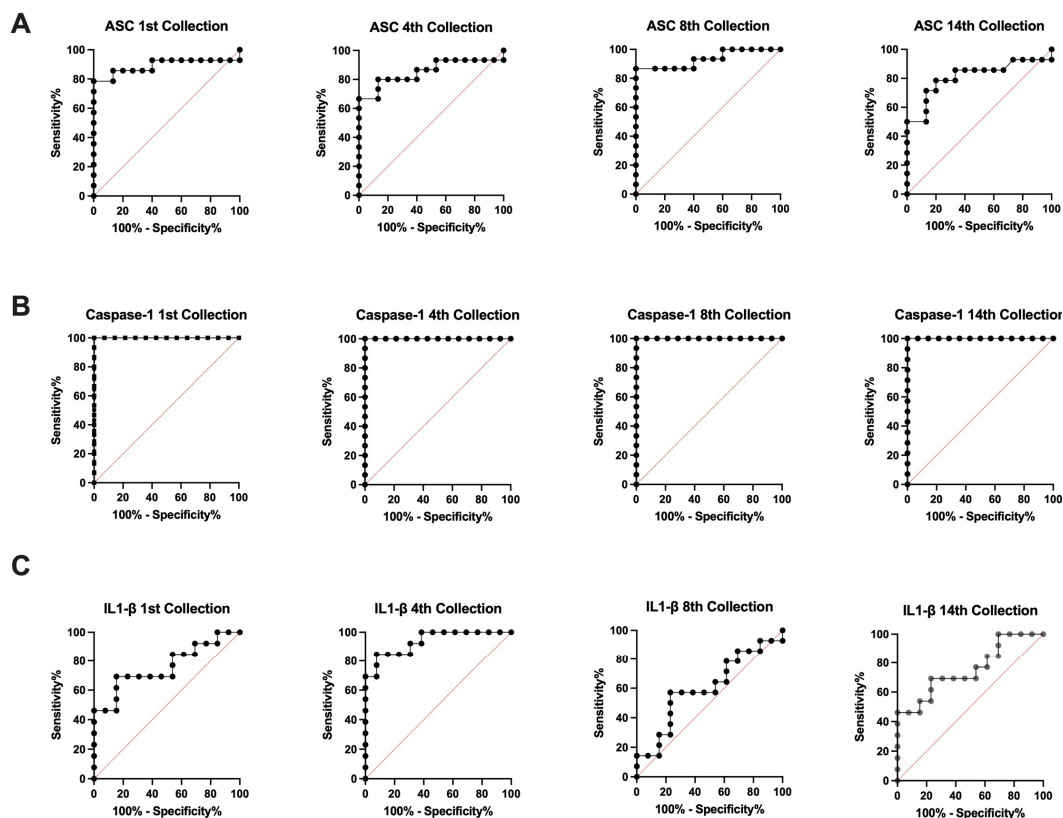 A
ASC 1st Collection
ASC 4th Collection
ASC 8th Collection
ASC 14th Collection
Sensitivity%
100
80
60
40
20
0
0 20 40 60 80 100
100% - Specificity%
Sensitivity%
100
80
60
40
20
0
0 20 40 60 80 100
100% - Specificity%
Sensitivity%
100
80
60
40
20
0
0 20 40 60 80 100
100% - Specificity%
Sensitivity%
100
80
60
40
20
0
0 20 40 60 80 100
100% - Specificity%
B
Caspase-1 1st Collection
Caspase-1 4th Collection
Caspase-1 8th Collection
Caspase-1 14th Collection
Sensitivity%
100
80
60
40
20
0
0 20 40 60 80 100
100% - Specificity%
Sensitivity%
100
80
60
40
20
0
0 20 40 60 80 100
100% - Specificity%
Sensitivity%
100
80
60
40
20
0
0 20 40 60 80 100
100% - Specificity%
Sensitivity%
100
80
60
40
20
0
0 20 40 60 80 100
100% - Specificity%
C
IL1-β 1st Collection
IL1-β 4th Collection
IL1-β 8th Collection
IL1-β 14th Collection
Sensitivity%
100
80
60
40
20
0
0 20 40 60 80 100
100% - Specificity%
Sensitivity%
100
80
60
40
20
0
0 20 40 60 80 100
100% - Specificity%
Sensitivity%
100
80
60
40
20
0
0 20 40 60 80 100
100% - Specificity%
Sensitivity%
100
80
60
40
20
0
0 20 40 60 80 100
100% - Specificity%